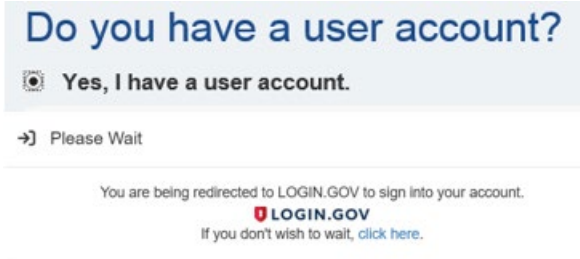 Do you have a user account?
Yes, I have a user account.
Please Wait
You are being redirected to LOGIN.GOV to sign into your account.
LOGIN.GOV
If you don't wish to wait, click here.